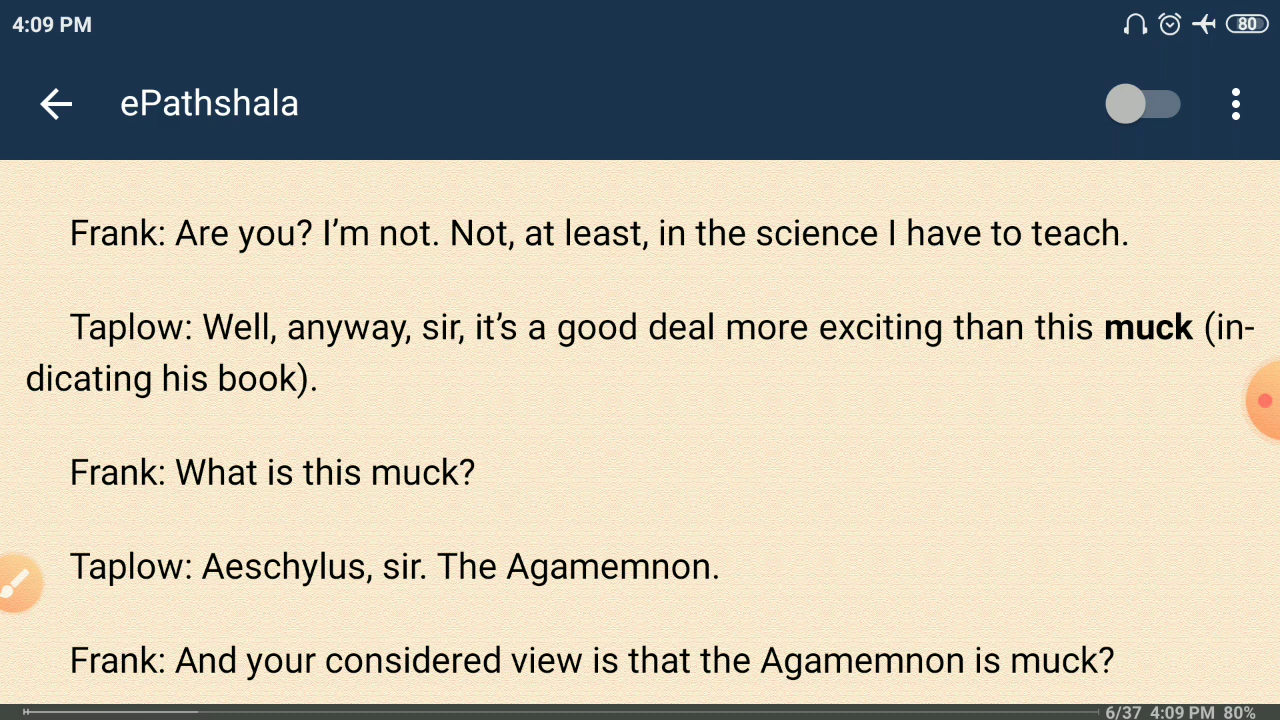 4:09 PM
80
ePathshala
Frank: Are you? I’m not. Not, at least, in the science I have to teach.
Taplow: Well, anyway, sir, it’s a good deal more exciting than this muck (in-
dicating his book).
Frank: What is this muck?
Taplow: Aeschylus, sir. The Agamemnon.
Frank: And your considered view is that the Agamemnon is muck?
6/37 4:09 PM 80%